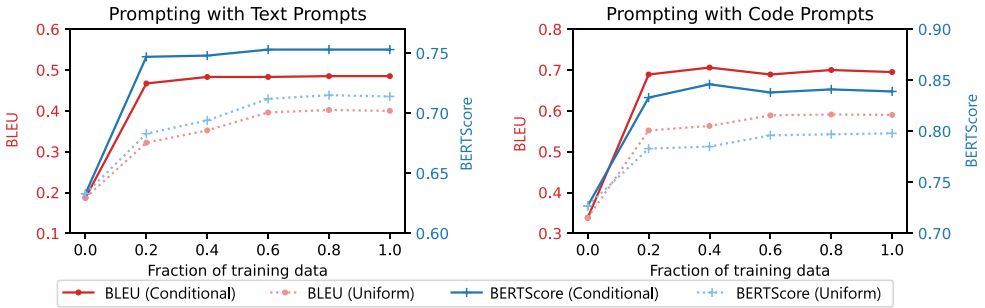 Prompting with Text Prompts
0.6
0.5
0.4
0.3
0.2
0.1
BLEU
0.75
0.70
0.65
0.60
BERTScore
0.0 0.2 0.4 0.6 0.8 1.0
Fraction of training data
Prompting with Code Prompts
0.8
0.7
0.6
0.5
0.4
0.3
BLEU
0.90
0.85
0.80
0.75
0.70
BERTScore
0.0 0.2 0.4 0.6 0.8 1.0
Fraction of training data
BLEU (Conditional) BLEU (Uniform) BERTScore (Conditional) BERTScore (Uniform)